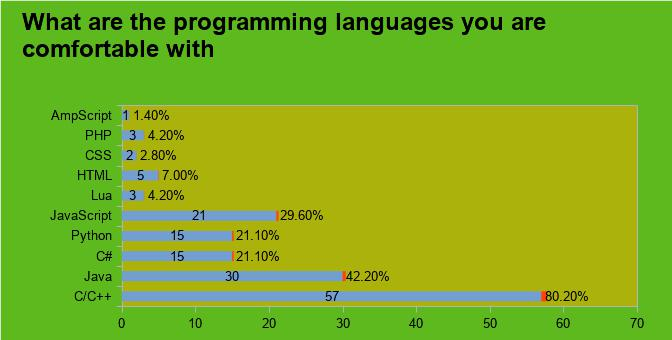 What are the programming languages you are
comfortable with
AmpScript 1 1.40%
PHP 3 4.20%
CSS 2 2.80%
HTML 5 7.00%
Lua 3 4.20%
JavaScript 21 29.60%
Python 15 21.10%
C# 15 21.10%
Java 30 42.20%
C/C++ 57 80.20%
0 10 20 30 40 50 60 70